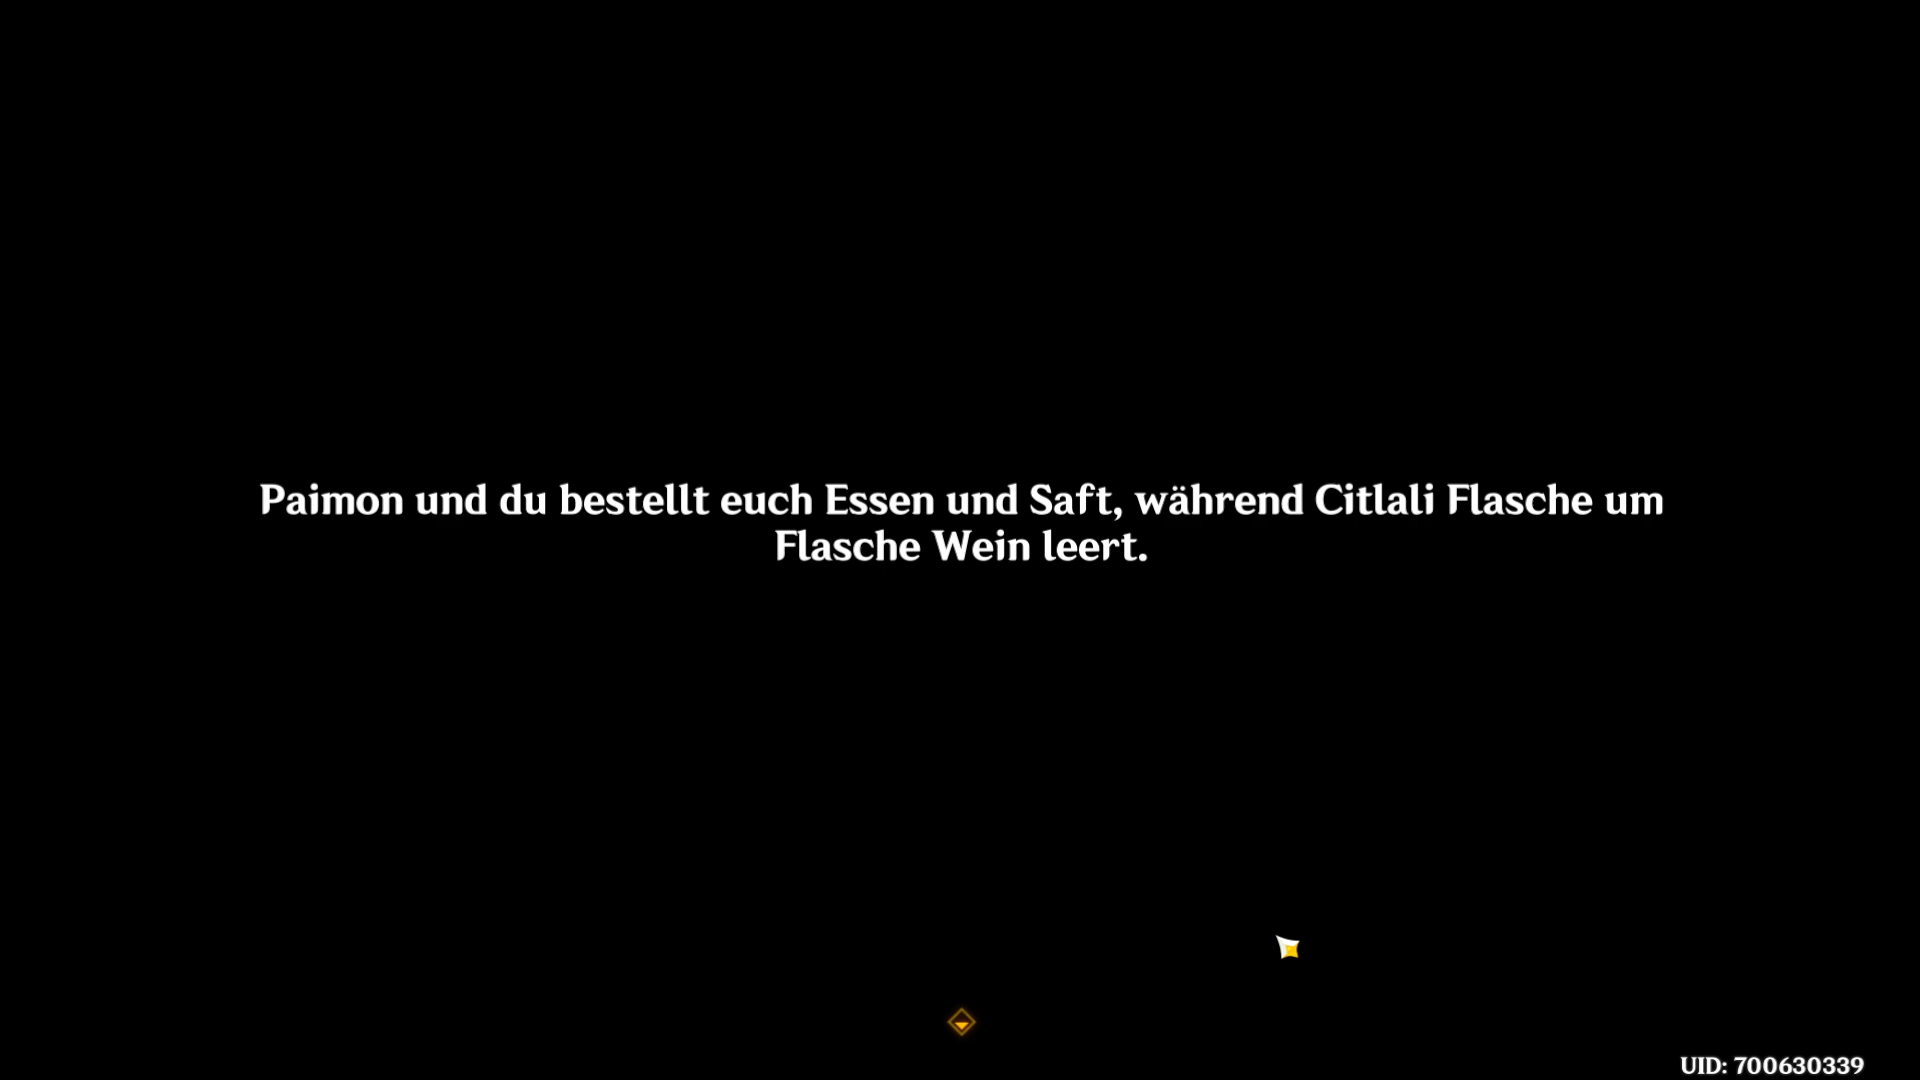 Paimon und du bestellt euch Essen und Saft, während Citlali Flasche um
Flasche Wein leert.
UID: 700630339